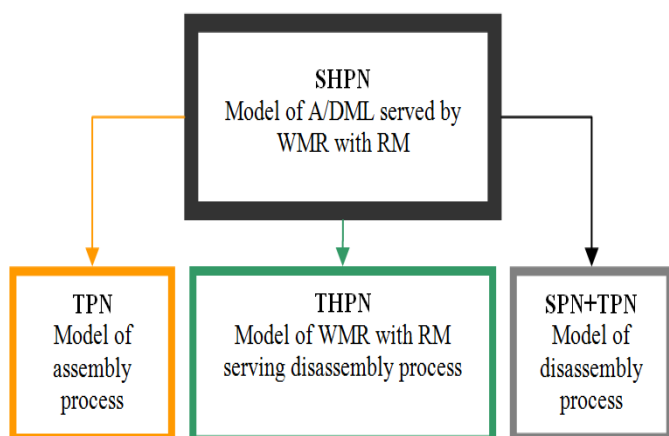 SHPN
Model of A/DML served by
WMR with RM
TPN
Model of
assembly
process
THPN
Model of WMR with RM
serving disassembly process
SPN+TPN
Model of
disassembly
process